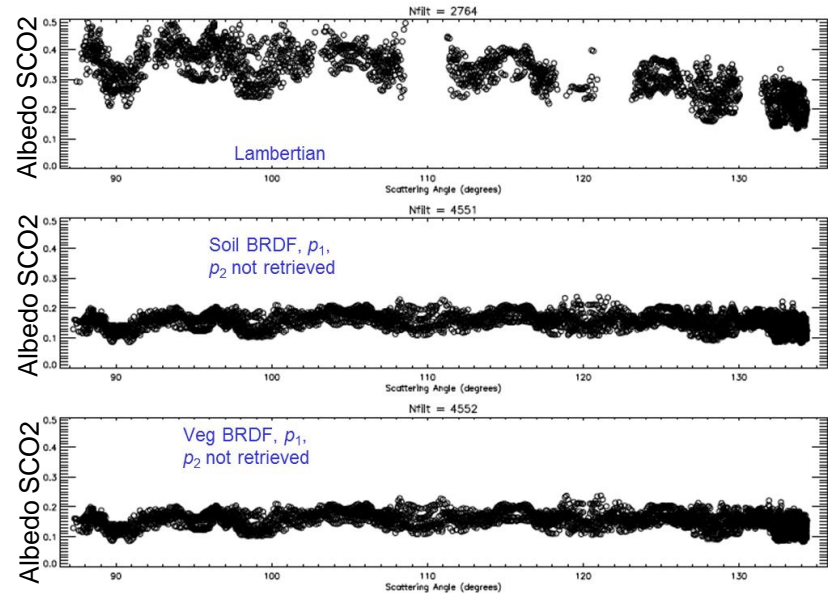 Nfilt = 2764
Albedo SCO2
0.5
0.4
0.3
0.2
0.1
0.0
Lambertian
90 100 110 120 130
Scattering Angle (degrees)
Nfilt = 4551
Albedo SCO2
0.5
0.4
0.3
0.2
0.1
0.0
Soil BRDF, p1,
p2 not retrieved
90 100 110 120 130
Scattering Angle (degrees)
Nfilt = 4552
Albedo SCO2
0.5
0.4
0.3
0.2
0.1
0.0
Veg BRDF, p1,
p2 not retrieved
90 100 110 120 130
Scattering Angle (degrees)